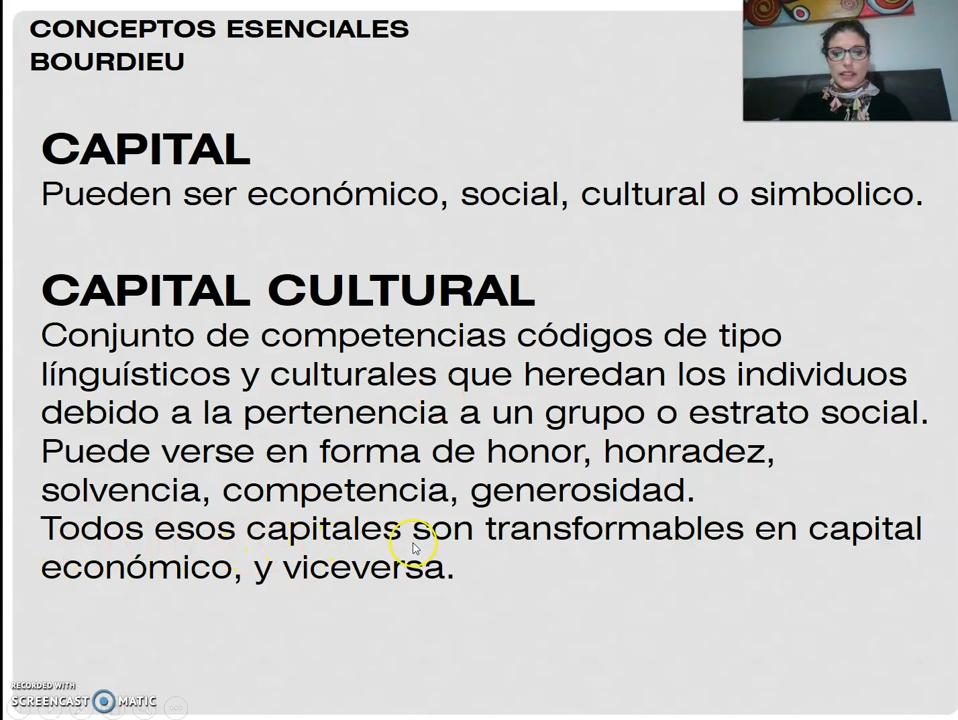 CONCEPTOS ESENCIALES
BOURDIEU
CAPITAL
Pueden ser económico, social, cultural o simbolico.
CAPITAL CULTURAL
Conjunto de competencias códigos de tipo
língüísticos y culturales que heredan los individuos
debido a la pertenencia a un grupo o estrato social.
Puede verse en forma de honor, honradez,
solvencia, competencia, generosidad.
Todos esos capitales son transformables en capital
económico, y viceversa.
RECORDED WITH
SCREENCAST MATIC